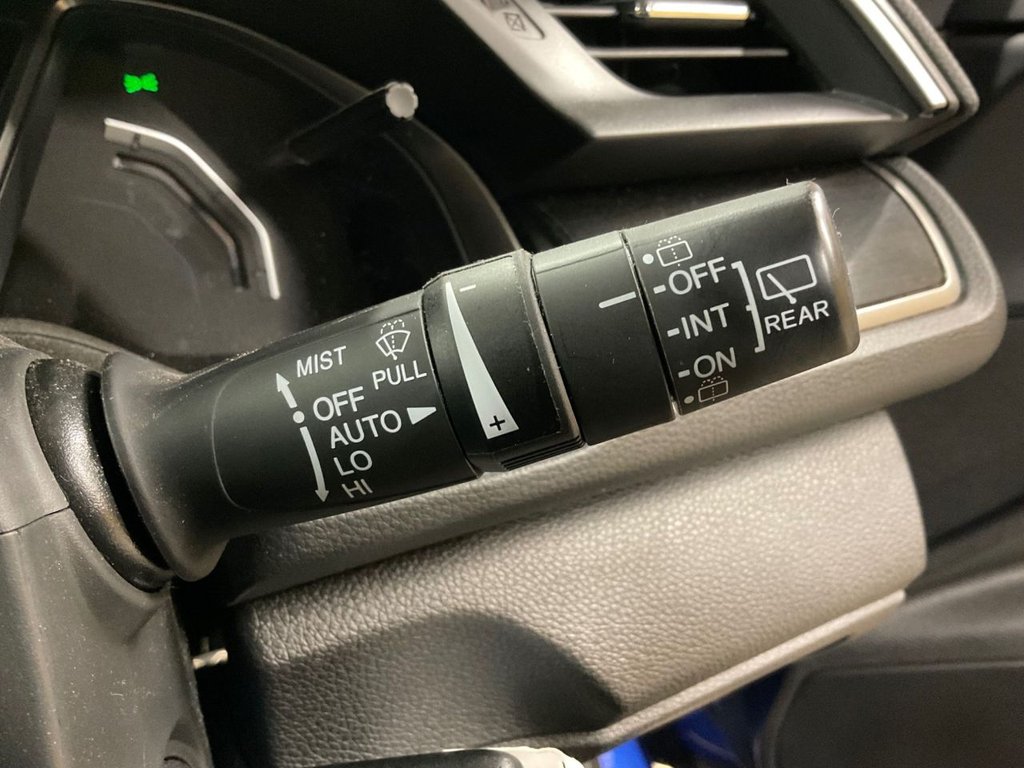 MIST
PULL
OFF
AUTO
LO
HI
-
+
OFF
INT
ON
REAR